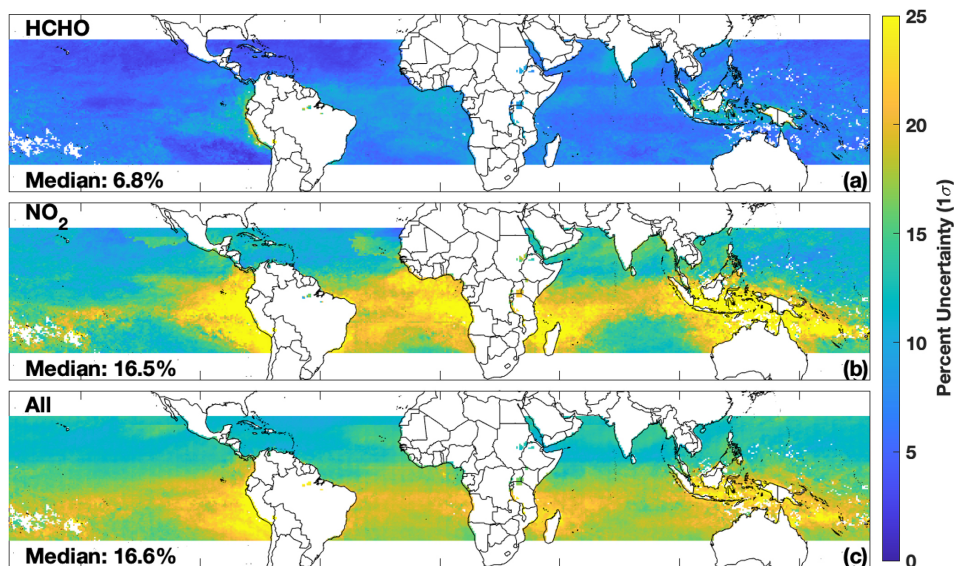 HCHO
Median: 6.8%
(a)
NO2
Median: 16.5%
(b)
All
Median: 16.6%
(c)
25
20
15
10
5
0
Percent Uncertainty (1σ)